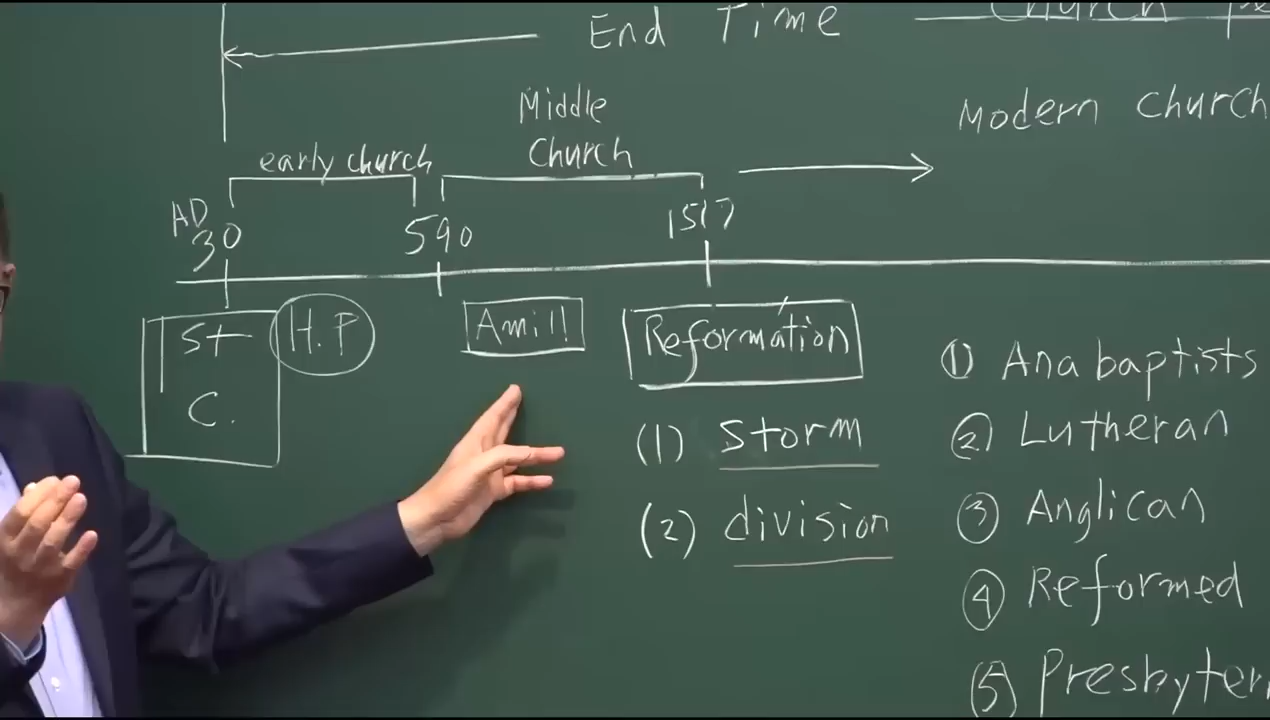 End Time
Church
Modern Church
Middle
Church
early church
AD
30
590
1517
St
C.
H.P
Amill
Reformation
(1) storm
(2) division
① Anabaptists
② Lutheran
③ Anglican
④ Reformed
⑤ Presbyter